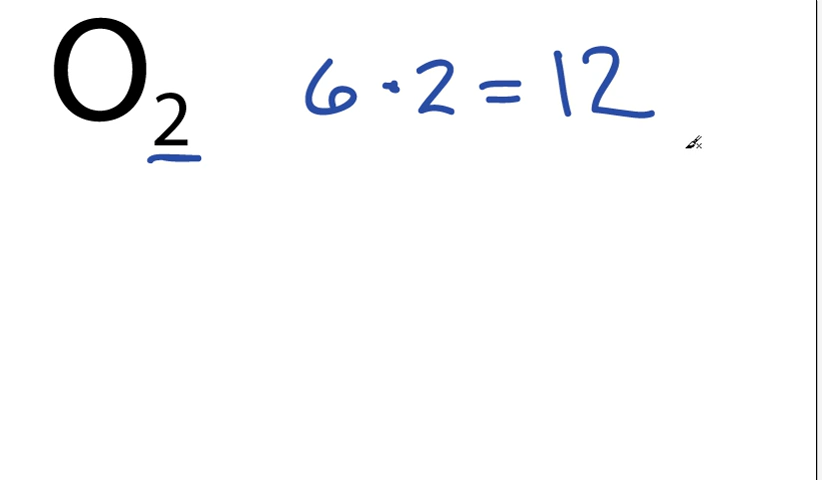 O₂ 6 · 2 = 12